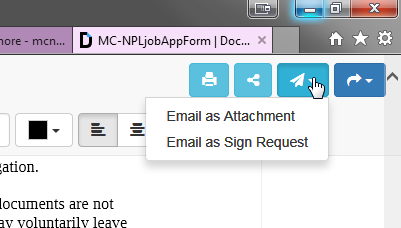 more - mcn...
MC-NPLjobAppForm | Doc...
Email as Attachment
Email as Sign Request
gation.
documents are not
ay voluntarily leave